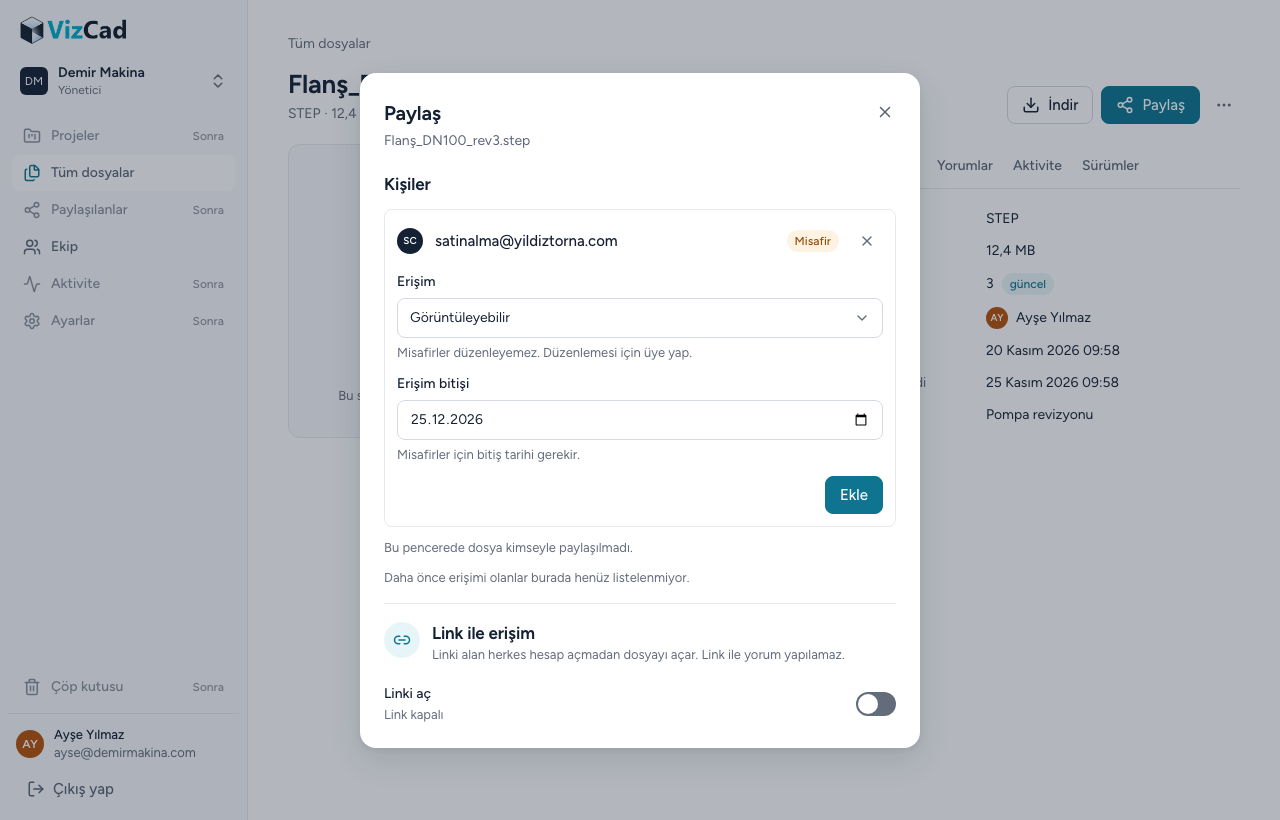 VizCad
DM
Demir Makina
Yönetici
Projeler
Sonra
Tüm dosyalar
Paylaşılanlar
Sonra
Ekip
Aktivite
Sonra
Ayarlar
Sonra
Çöp kutusu
Sonra
AY
Ayşe Yılmaz
ayse@demirmakina.com
Çıkış yap
Tüm dosyalar
Flanş_
STEP · 12,4
İndir
Paylaş
Yorumlar
Aktivite
Sürümler
Bu
STEP
12,4 MB
3
güncel
AY
Ayşe Yılmaz
20 Kasım 2026 09:58
25 Kasım 2026 09:58
Pompa revizyonu
Paylaş
Flanş_DN100_rev3.step
Kişiler
SC
satinalma@yildiztorna.com
Misafir
Erişim
Görüntüleyebilir
Misafirler düzenleyemez. Düzenlemesi için üye yap.
Erişim bitişi
25.12.2026
Misafirler için bitiş tarihi gerekir.
Ekle
Bu pencerede dosya kimseyle paylaşılmadı.
Daha önce erişimi olanlar burada henüz listelenmiyor.
Link ile erişim
Linki alan herkes hesap açmadan dosyayı açar. Link ile yorum yapılamaz.
Linki aç
Link kapalı